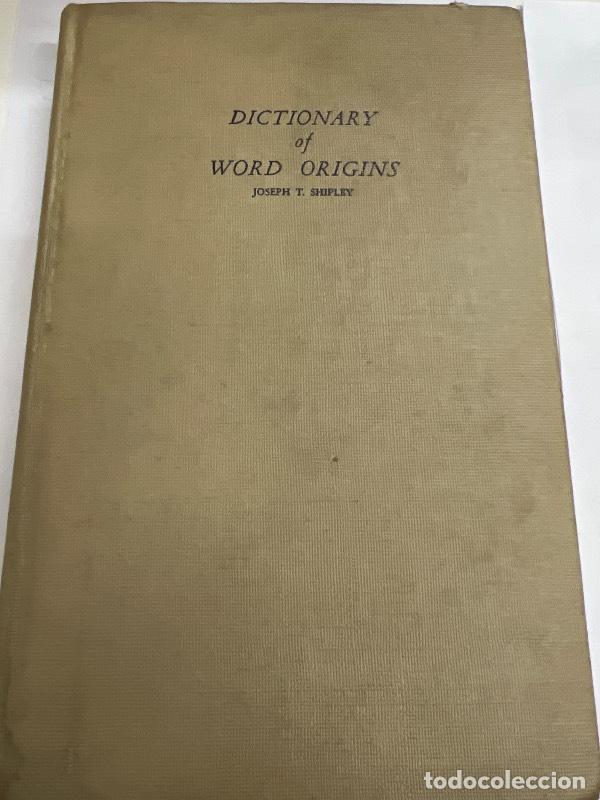 DICTIONARY
of
WORD ORIGINS
JOSEPH T. SHIPLEY
todocoleccion